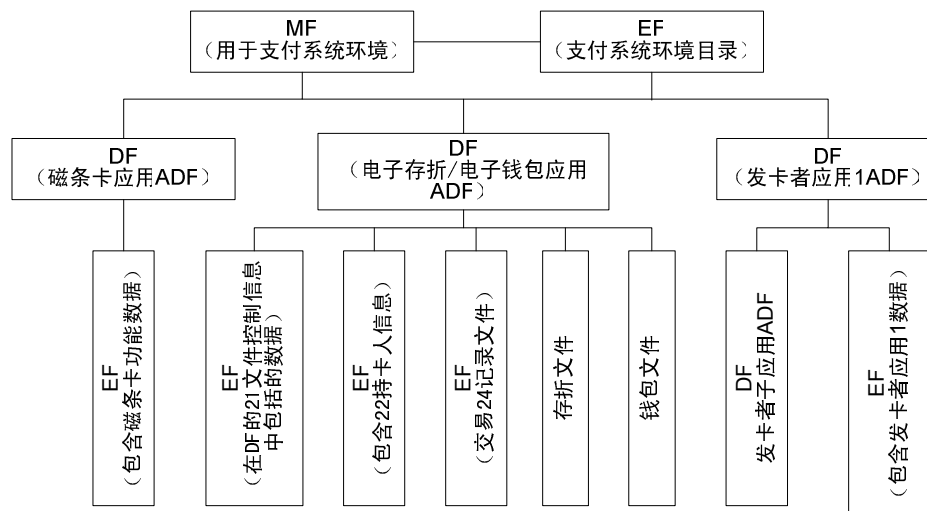 MF
（用于支付系统环境）
EF
（支付系统环境目录）
DF
（磁条卡应用ADF）
DF
（电子存折/电子钱包应用
ADF）
DF
（发卡者应用1ADF）
EF
（包含磁条卡功能数据）
EF
（在DF的21文件控制信息
中包括的数据）
EF
（包含22持卡人信息）
EF
（交易24记录文件）
存折文件
钱包文件
DF
发卡者子应用ADF
EF
（包含发卡者应用1数据）